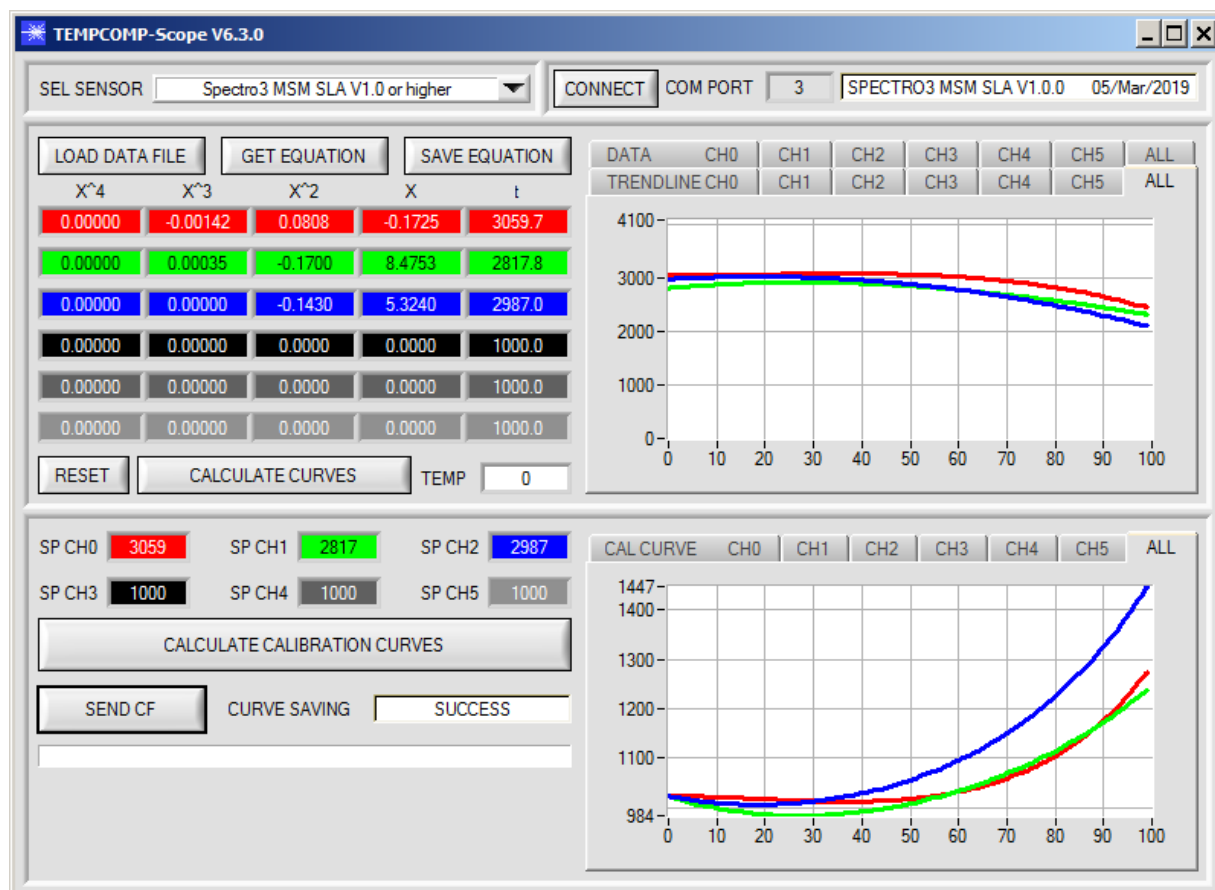 TEMPCOMP-Scope V6.3.0
SEL SENSOR Spectro3 MSM SLA V1.0 or higher CONNECT COM PORT 3 SPECTRO3 MSM SLA V1.0.0 05/Mar/2019
LOAD DATA FILE GET EQUATION SAVE EQUATION
X^4 X^3 X^2 X t
0.00000 -0.00142 0.0808 -0.1725 3059.7
0.00000 0.00035 -0.1700 8.4753 2817.8
0.00000 0.00000 -0.1430 5.3240 2987.0
0.00000 0.00000 0.0000 0.0000 1000.0
0.00000 0.00000 0.0000 0.0000 1000.0
0.00000 0.00000 0.0000 0.0000 1000.0
RESET CALCULATE CURVES TEMP 0
DATA CH0 CH1 CH2 CH3 CH4 CH5 ALL
TRENDLINE CH0 CH1 CH2 CH3 CH4 CH5 ALL
4100
3000
2000
1000
0
0 10 20 30 40 50 60 70 80 90 100
SP CH0 3059 SP CH1 2817 SP CH2 2987
SP CH3 1000 SP CH4 1000 SP CH5 1000
CALCULATE CALIBRATION CURVES
SEND CF CURVE SAVING SUCCESS
CAL CURVE CH0 CH1 CH2 CH3 CH4 CH5 ALL
1447
1400
1300
1200
1100
984
0 10 20 30 40 50 60 70 80 90 100